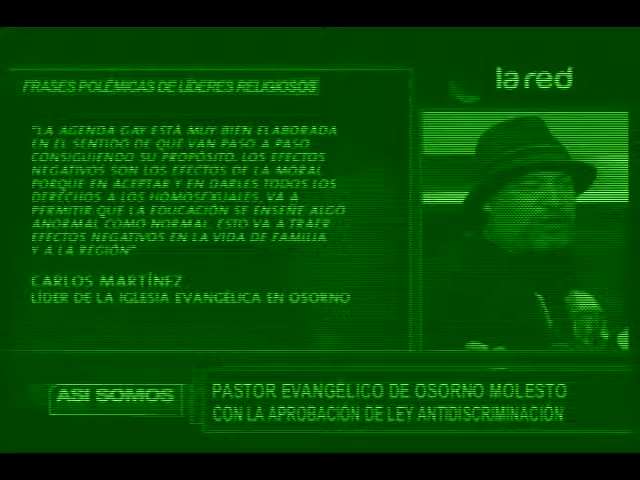 la red
FRASES POLÉMICAS DE LÍDERES RELIGIOSOS
"LA AGENDA GAY ESTÁ MUY BIEN ELABORADA
EN EL SENTIDO DE QUE VAN PASO A PASO
CONSIGUIENDO SU PROPÓSITO. LOS EFECTOS
NEGATIVOS SON LOS EFECTOS DE LA MORAL
PORQUE EN ACEPTAR Y EN DARLES TODOS LOS
DERECHOS A LOS HOMOSEXUALES, VA A
PERMITIR QUE LA EDUCACIÓN SE ENSEÑE ALGO
ANORMAL COMO NORMAL. ESTO VA A TRAER
EFECTOS NEGATIVOS EN LA VIDA DE FAMILIA
Y A LA REGIÓN"
CARLOS MARTÍNEZ
LÍDER DE LA IGLESIA EVANGÉLICA EN OSORNO
ASI SOMOS
PASTOR EVANGÉLICO DE OSORNO MOLESTO
CON LA APROBACIÓN DE LEY ANTIDISCRIMINACIÓN